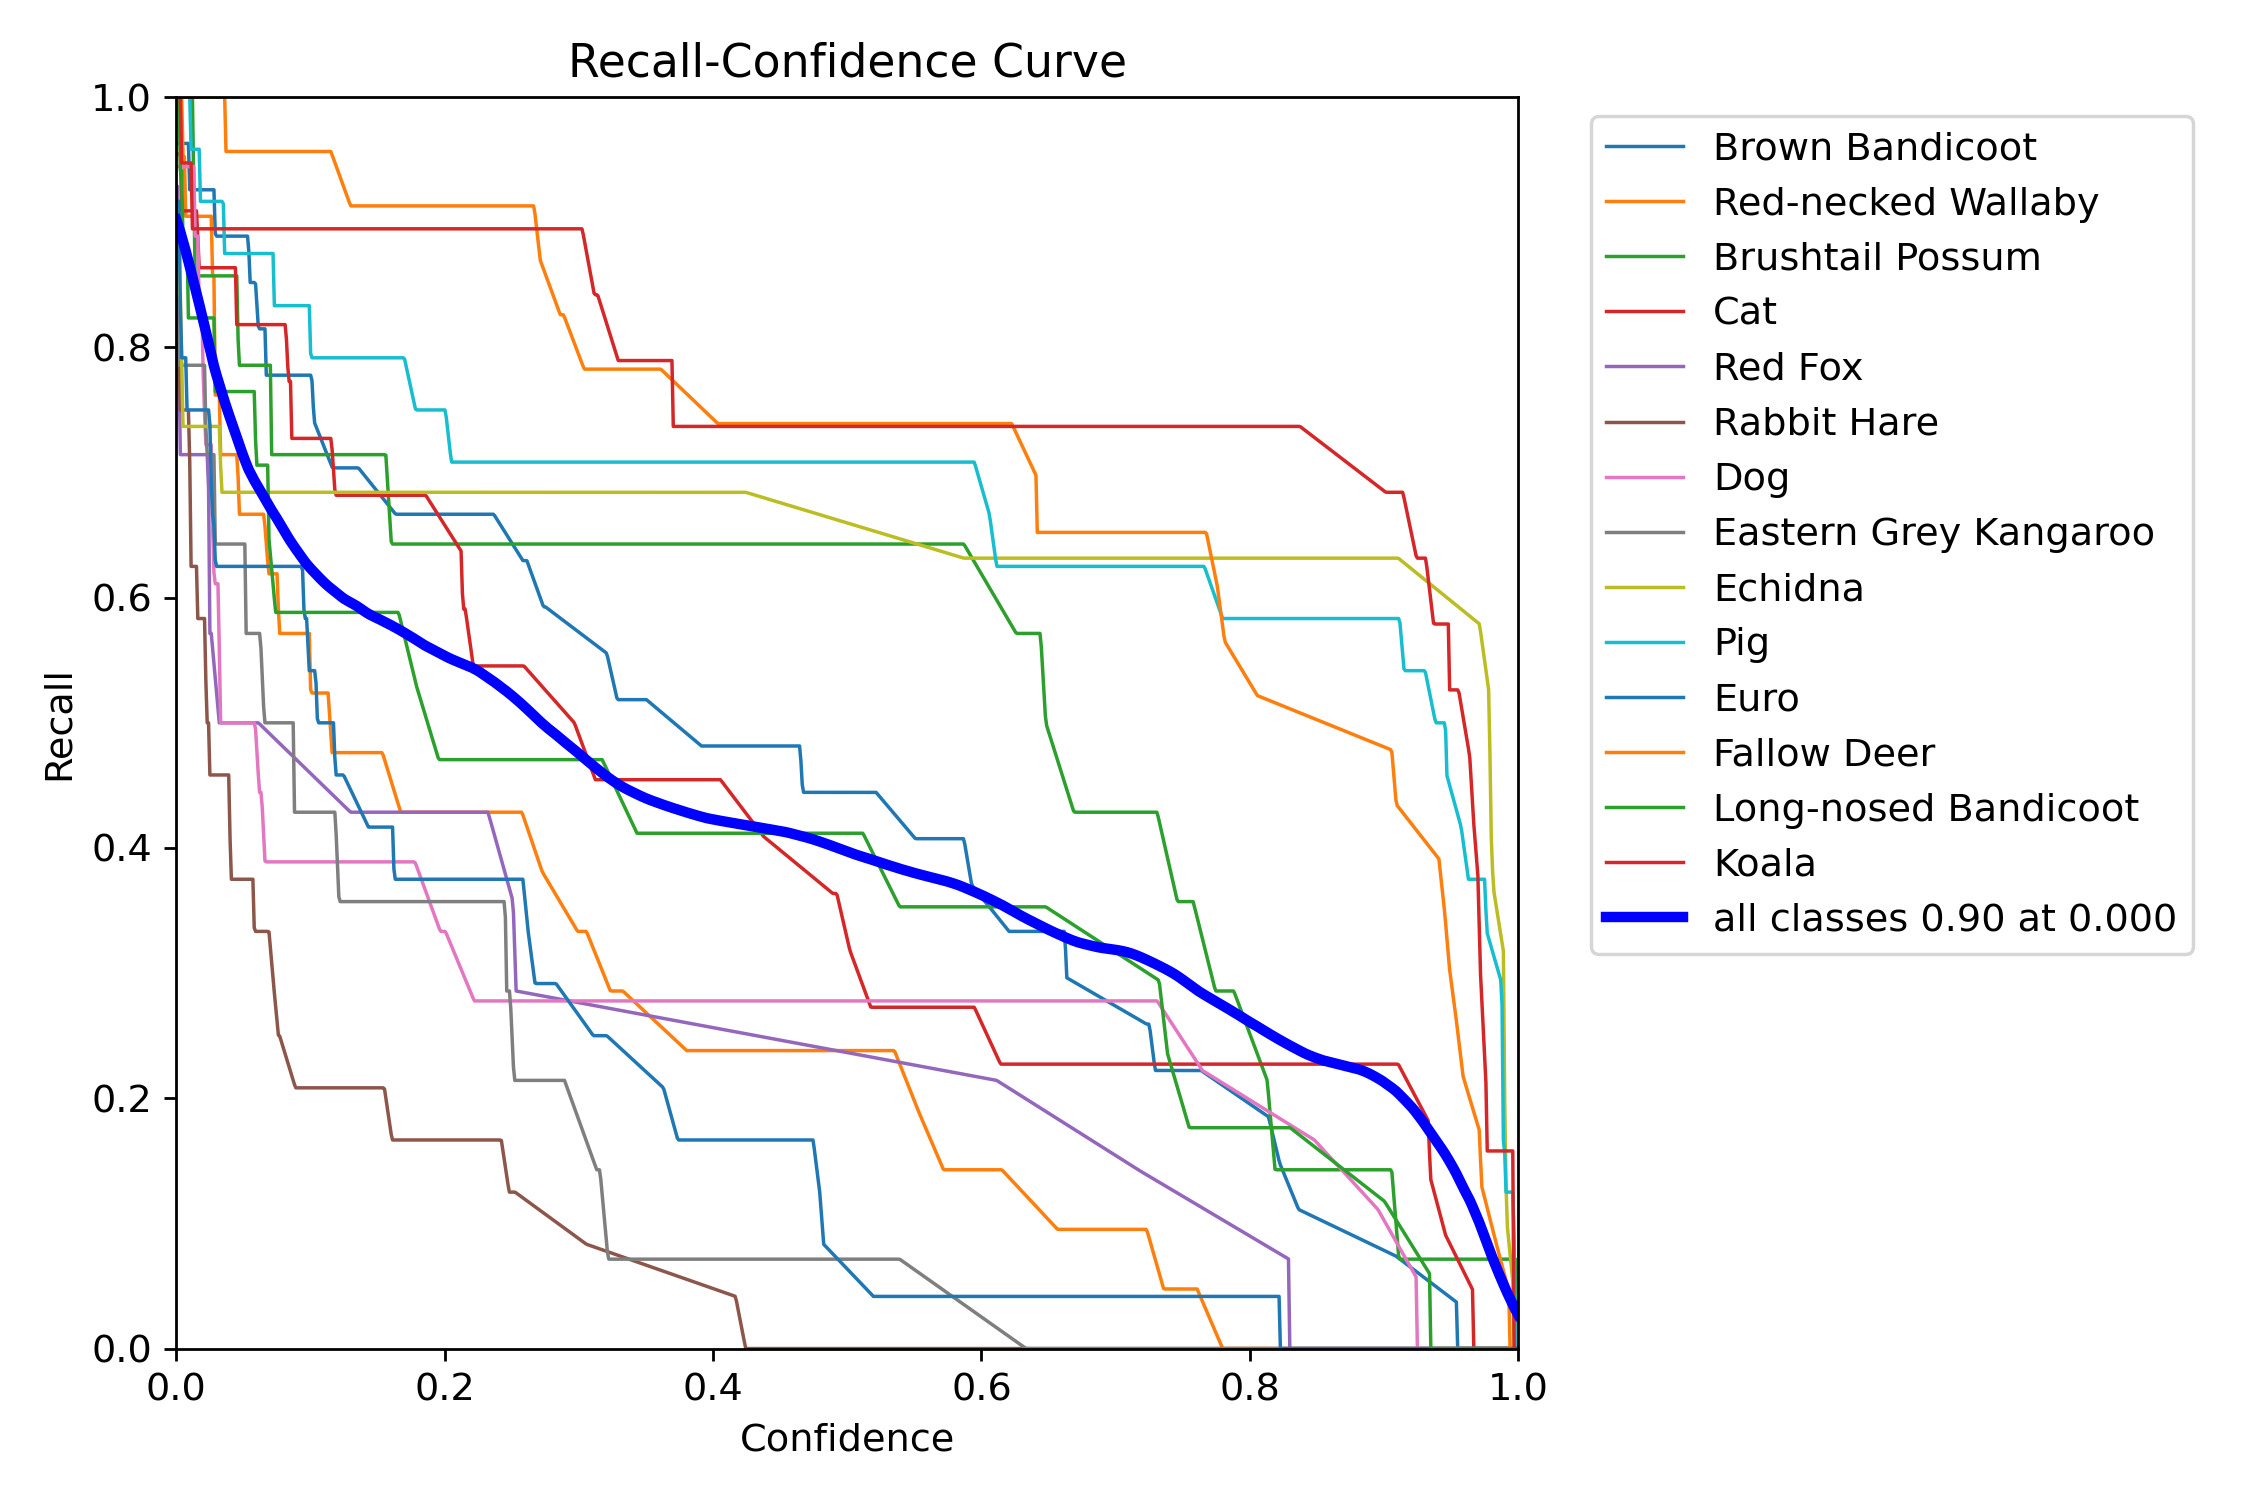 Recall-Confidence Curve
1.0
0.8
0.6
0.4
0.2
0.0
Recall
0.0 0.2 0.4 0.6 0.8 1.0
Confidence
Brown Bandicoot
Red-necked Wallaby
Brushtail Possum
Cat
Red Fox
Rabbit Hare
Dog
Eastern Grey Kangaroo
Echidna
Pig
Euro
Fallow Deer
Long-nosed Bandicoot
Koala
all classes 0.90 at 0.000